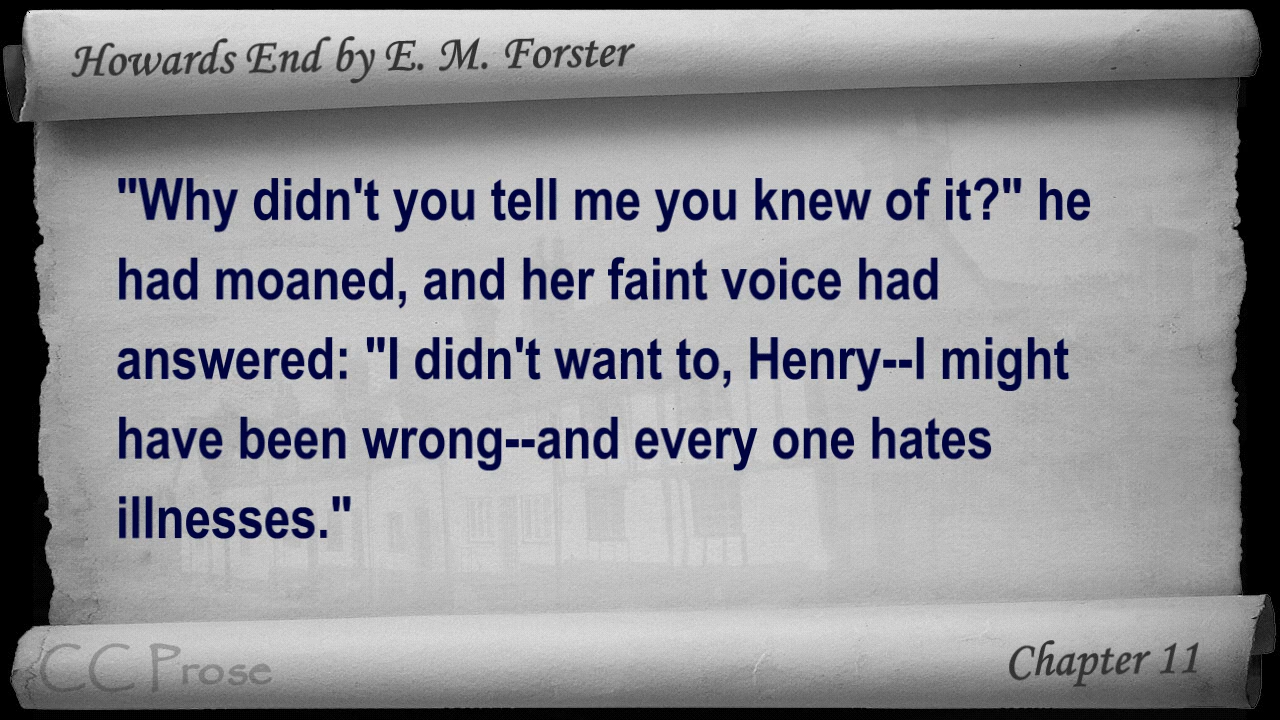 Howards End by E. M. Forster
"Why didn't you tell me you knew of it?" he
had moaned, and her faint voice had
answered: "I didn't want to, Henry--I might
have been wrong--and every one hates
illnesses."
CC Prose
Chapter 11